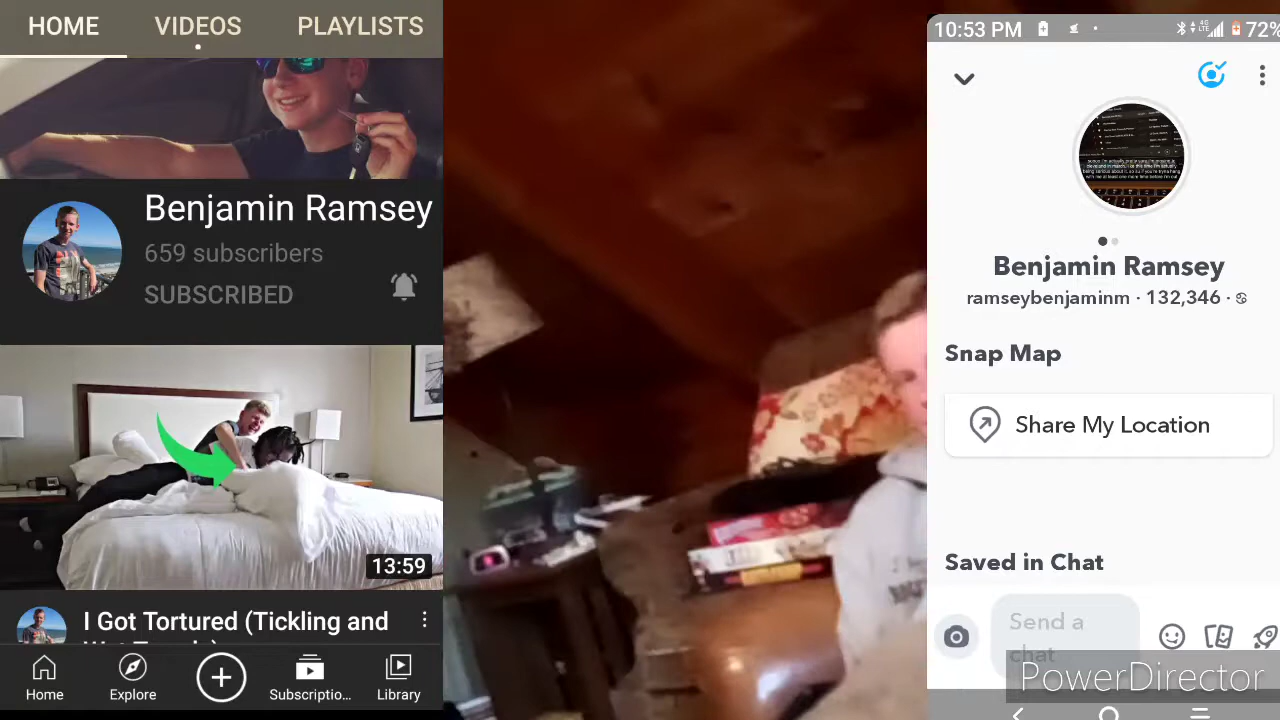 HOME VIDEOS PLAYLISTS
Benjamin Ramsey
659 subscribers
SUBSCRIBED
13:59
I Got Tortured (Tickling and
Home Explore Subscriptio... Library
10:53 PM 4G LTE 72%
Benjamin Ramsey
ramseybenjaminm · 132,346 ·
Snap Map
Share My Location
Saved in Chat
Send a
chat
PowerDirector